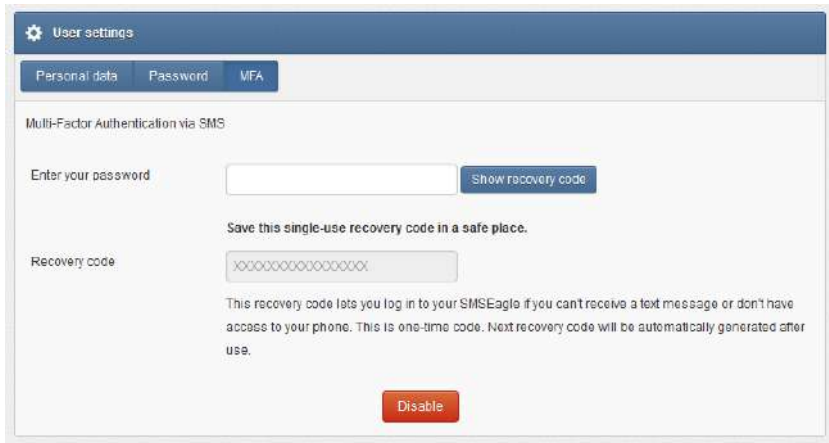 User settings
Personal data Password MFA
Multi-Factor Authentication via SMS
Enter your password Show recovery code
Save this single-use recovery code in a safe place.
Recovery code XXXXXXXXXXXXXXXX
This recovery code lets you log in to your SMSEagle if you can't receive a text message or don't have
access to your phone. This is one-time code. Next recovery code will be automatically generated after
use.
Disable